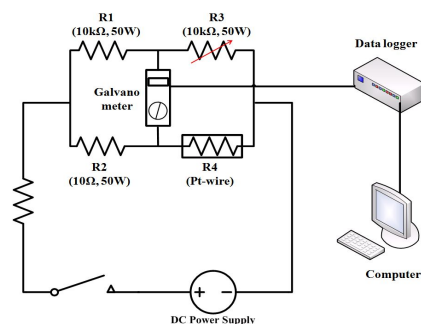 R1
(10kΩ, 50W)
R3
(10kΩ, 50W)
Data logger
Galvano
meter
R2
(10Ω, 50W)
R4
(Pt-wire)
Computer
+ −
DC Power Supply